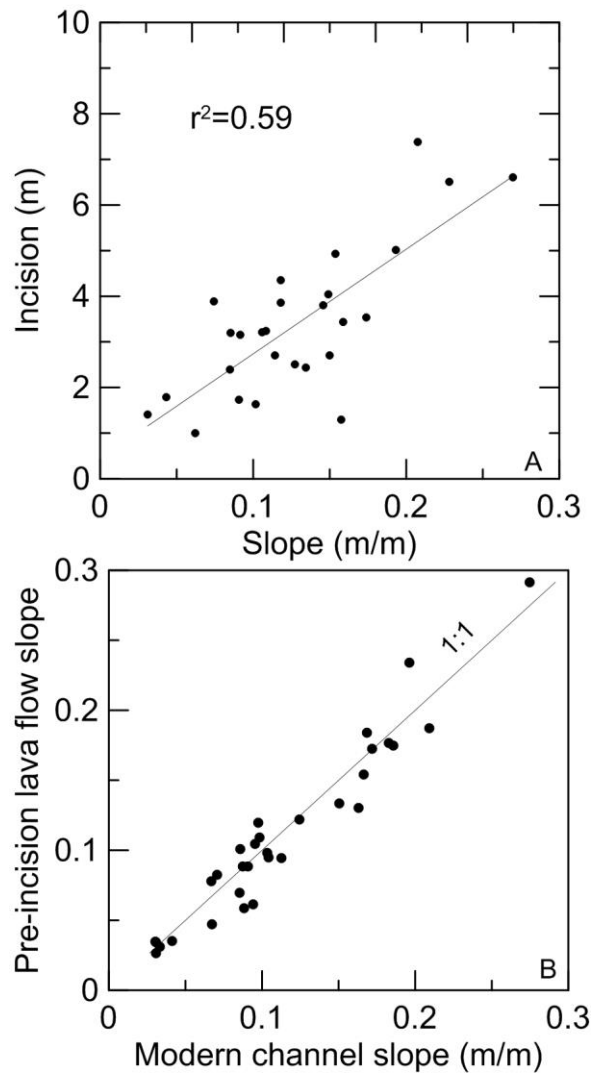 10
8
r²=0.59
6
Incision (m)
4
2
0
A
0 0.1 0.2 0.3
Slope (m/m)
0.3
1:1
0.2
Pre-incision lava flow slope
0.1
B
0
0.1 0.2 0.3
Modern channel slope (m/m)